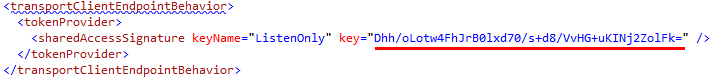 <transportClientEndpointBehavior>
<tokenProvider>
<sharedAccessSignature keyName="ListenOnly" key="Dhh/oLotw4FhJrB0lxd70/s+d8/VvHG+uKINj2ZolFk=" />
</tokenProvider>
</transportClientEndpointBehavior>